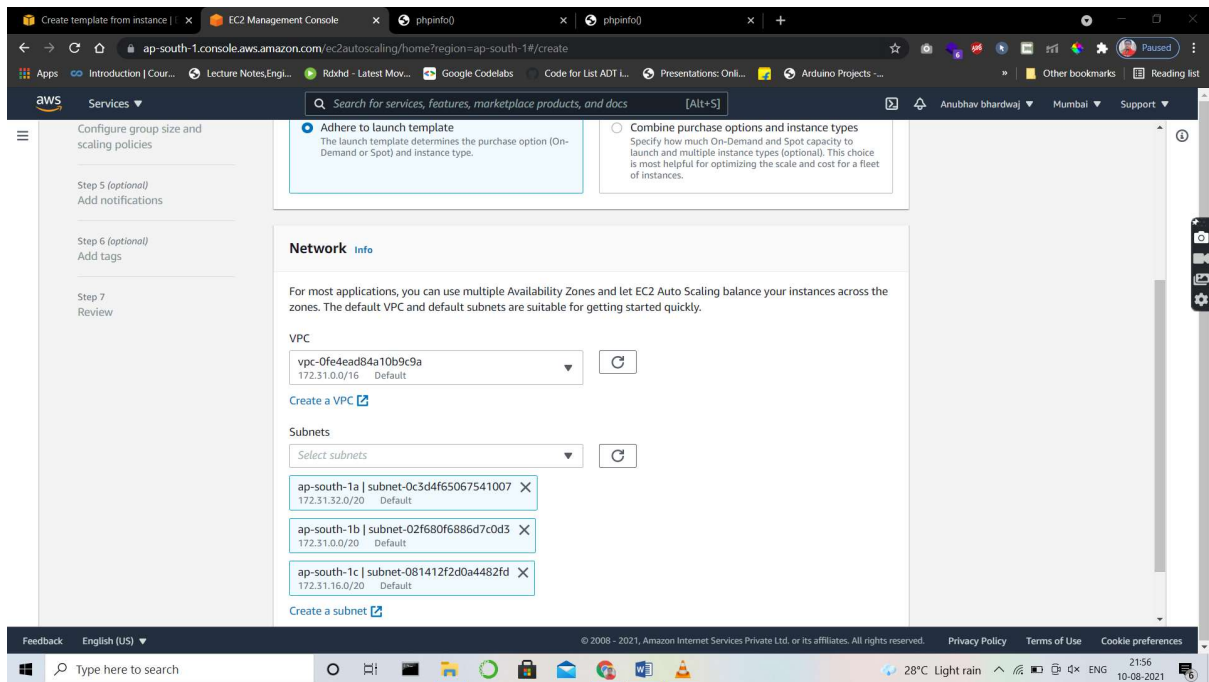 Create template from instance | E
EC2 Management Console
phpinfo()
phpinfo()
ap-south-1.console.aws.amazon.com/ec2autoscaling/home?region=ap-south-1#/create
Paused
Apps
Introduction | Cour...
Lecture Notes,Engi...
Rdxhd - Latest Mov...
Google Codelabs
Code for List ADT i...
Presentations: Onli...
Arduino Projects -...
»
Other bookmarks
Reading list
aws
Services ▼
Search for services, features, marketplace products, and docs
[Alt+S]
Anubhav bhardwaj ▼
Mumbai ▼
Support ▼
Configure group size and
scaling policies
Step 5 (optional)
Add notifications
Step 6 (optional)
Add tags
Step 7
Review
Adhere to launch template
The launch template determines the purchase option (On-
Demand or Spot) and instance type.
Combine purchase options and instance types
Specify how much On-Demand and Spot capacity to
launch and multiple instance types (optional). This choice
is most helpful for optimizing the scale and cost for a fleet
of instances.
Network Info
For most applications, you can use multiple Availability Zones and let EC2 Auto Scaling balance your instances across the
zones. The default VPC and default subnets are suitable for getting started quickly.
VPC
vpc-0fe4ead84a10b9c9a
172.31.0.0/16 Default
Create a VPC
Subnets
Select subnets
ap-south-1a | subnet-0c3d4f65067541007
172.31.32.0/20 Default
ap-south-1b | subnet-02f680f6886d7c0d3
172.31.0.0/20 Default
ap-south-1c | subnet-081412f2d0a4482fd
172.31.16.0/20 Default
Create a subnet
Feedback
English (US) ▼
© 2008 - 2021, Amazon Internet Services Private Ltd. or its affiliates. All rights reserved.
Privacy Policy
Terms of Use
Cookie preferences
Type here to search
28°C Light rain
ENG
21:56
10-08-2021
6